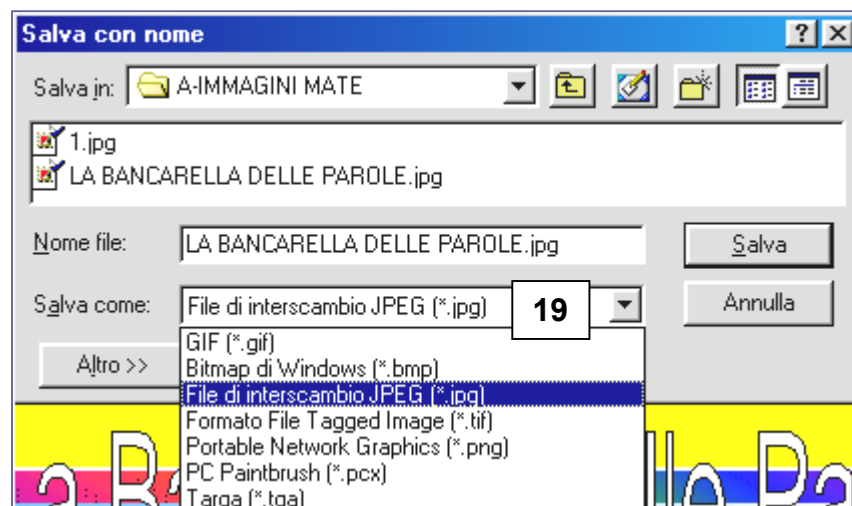 Salva con nome
Salva in: A-IMMAGINI MATE
1.jpg
LA BANCARELLA DELLE PAROLE.jpg
Nome file: LA BANCARELLA DELLE PAROLE.jpg Salva
Salva come: File di interscambio JPEG (*.jpg) 19 Annulla
Altro >>
GIF (*.gif)
Bitmap di Windows (*.bmp)
File di interscambio JPEG (*.jpg)
Formato File Tagged Image (*.tif)
Portable Network Graphics (*.png)
PC Paintbrush (*.pcx)
Targa (*.tga)